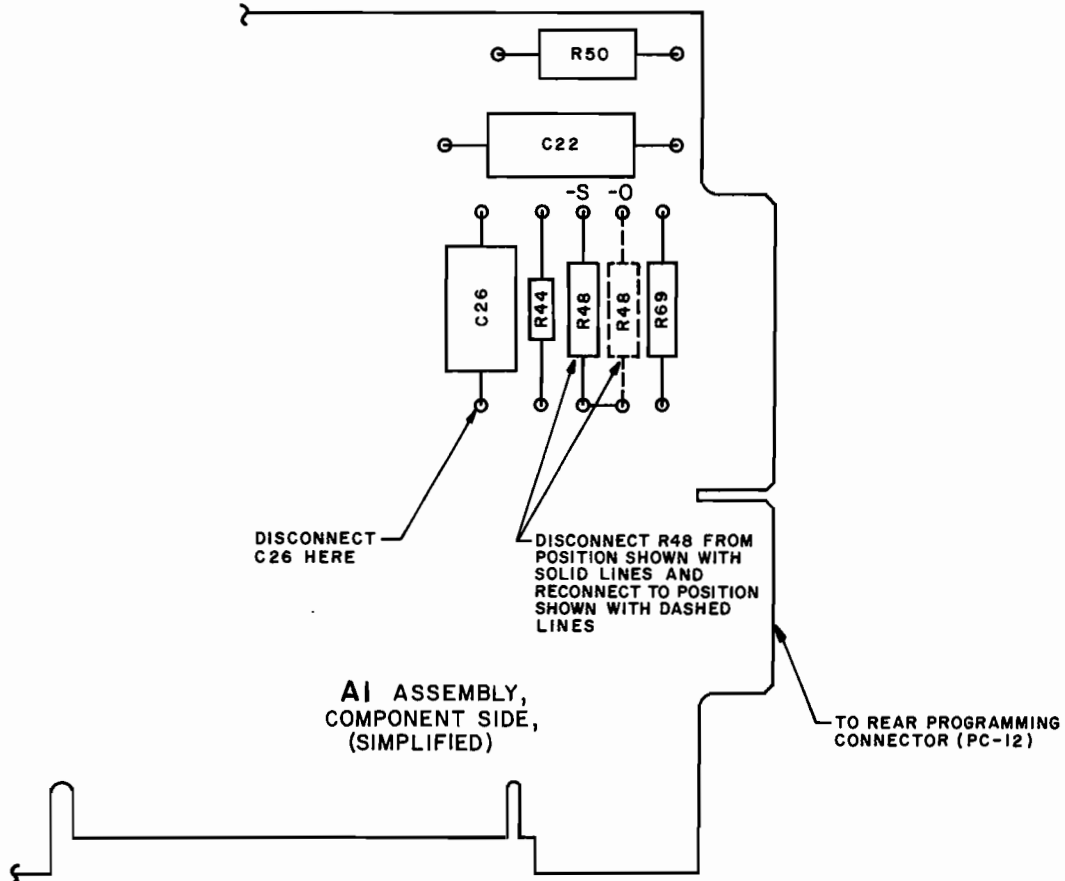 R50
C22
-S -O
C26
R44
R48
R48
R69
DISCONNECT
C26 HERE
DISCONNECT R48 FROM
POSITION SHOWN WITH
SOLID LINES AND
RECONNECT TO POSITION
SHOWN WITH DASHED
LINES
A1 ASSEMBLY,
COMPONENT SIDE,
(SIMPLIFIED)
TO REAR PROGRAMMING
CONNECTOR (PC-12)